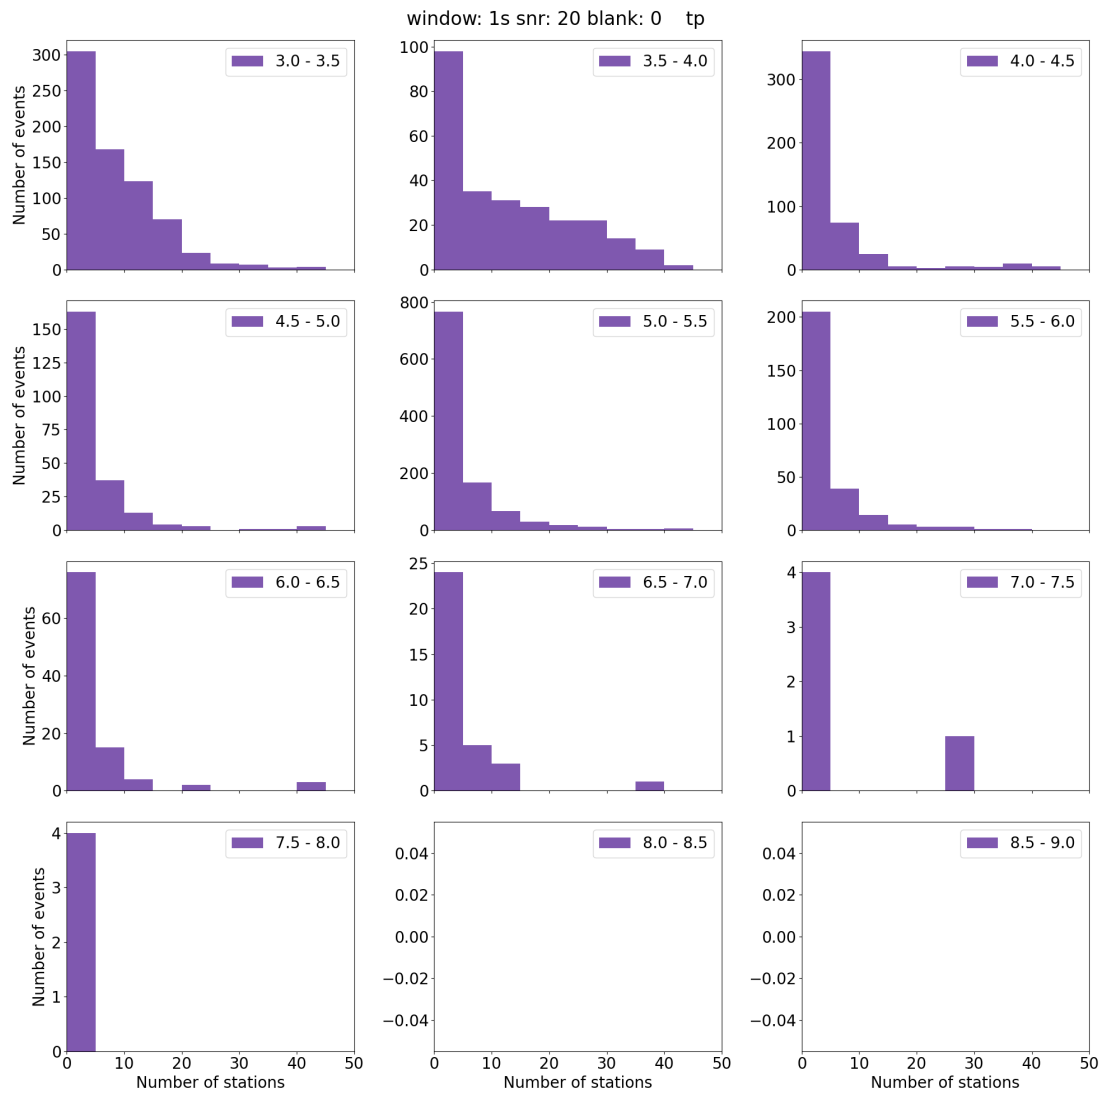 window: 1s snr: 20 blank: 0    tp
3.0 - 3.5
3.5 - 4.0
4.0 - 4.5
Number of events
300
250
200
150
100
50
0
100
80
60
40
20
0
300
200
100
0
4.5 - 5.0
5.0 - 5.5
5.5 - 6.0
Number of events
150
125
100
75
50
25
0
800
600
400
200
0
200
150
100
50
0
6.0 - 6.5
6.5 - 7.0
7.0 - 7.5
Number of events
60
40
20
0
25
20
15
10
5
0
4
3
2
1
0
7.5 - 8.0
8.0 - 8.5
8.5 - 9.0
Number of events
4
3
2
1
0
0.04
0.02
0.00
−0.02
−0.04
0.04
0.02
0.00
−0.02
−0.04
0 10 20 30 40 50
0 10 20 30 40 50
0 10 20 30 40 50
Number of stations
Number of stations
Number of stations